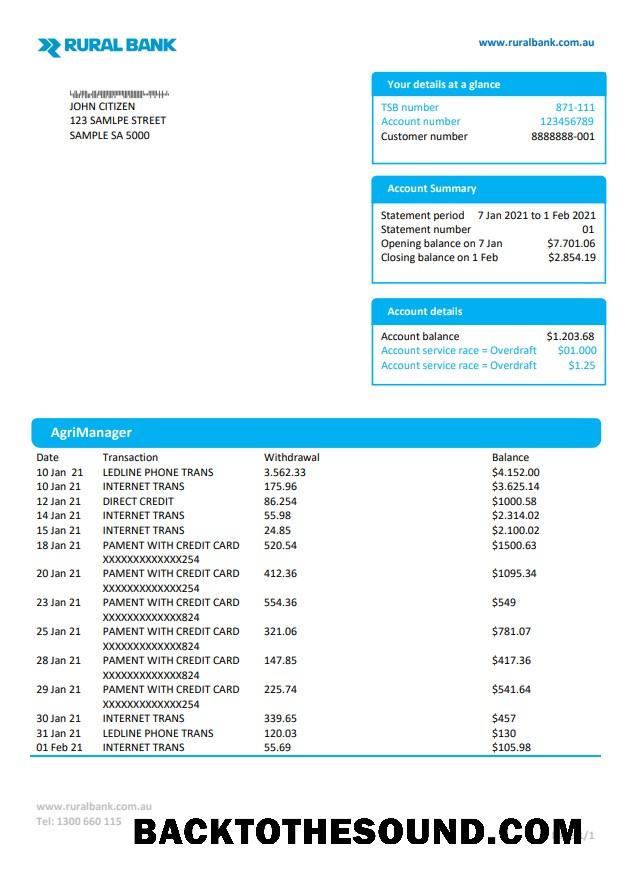 RURAL BANK
www.ruralbank.com.au
JOHN CITIZEN
123 SAMLPE STREET
SAMPLE SA 5000
Your details at a glance
TSB number 871-111
Account number 123456789
Customer number 8888888-001
Account Summary
Statement period 7 Jan 2021 to 1 Feb 2021
Statement number 01
Opening balance on 7 Jan $7.701.06
Closing balance on 1 Feb $2.854.19
Account details
Account balance $1.203.68
Account service race = Overdraft $01.000
Account service race = Overdraft $1.25
AgriManager
Date Transaction Withdrawal Balance
10 Jan 21 LEDLINE PHONE TRANS 3.562.33 $4.152.00
10 Jan 21 INTERNET TRANS 175.96 $3.625.14
12 Jan 21 DIRECT CREDIT 86.254 $1000.58
14 Jan 21 INTERNET TRANS 55.98 $2.314.02
15 Jan 21 INTERNET TRANS 24.85 $2.100.02
18 Jan 21 PAMENT WITH CREDIT CARD 520.54 $1500.63
XXXXXXXXXXXXX254
20 Jan 21 PAMENT WITH CREDIT CARD 412.36 $1095.34
XXXXXXXXXXXXX254
23 Jan 21 PAMENT WITH CREDIT CARD 554.36 $549
XXXXXXXXXXXXX824
25 Jan 21 PAMENT WITH CREDIT CARD 321.06 $781.07
XXXXXXXXXXXXX824
28 Jan 21 PAMENT WITH CREDIT CARD 147.85 $417.36
XXXXXXXXXXXXX824
29 Jan 21 PAMENT WITH CREDIT CARD 225.74 $541.64
XXXXXXXXXXXXX254
30 Jan 21 INTERNET TRANS 339.65 $457
31 Jan 21 LEDLINE PHONE TRANS 120.03 $130
01 Feb 21 INTERNET TRANS 55.69 $105.98
www.ruralbank.com.au
Tel: 1300 660 115
BACKTOTHESOUND.COM
/1